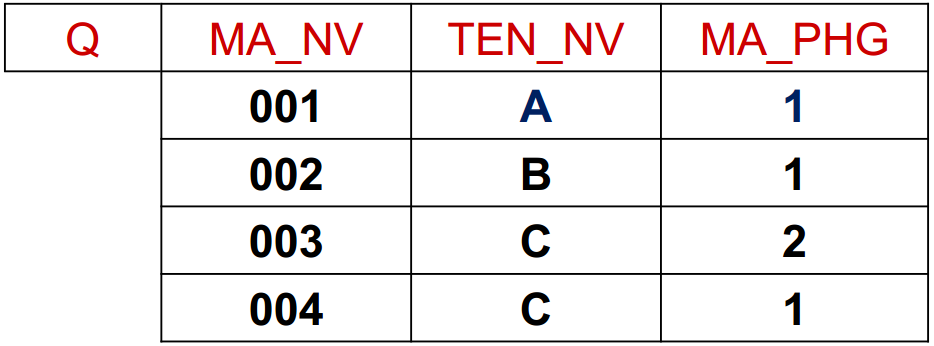 Q MA_NV TEN_NV MA_PHG
001 A 1
002 B 1
003 C 2
004 C 1